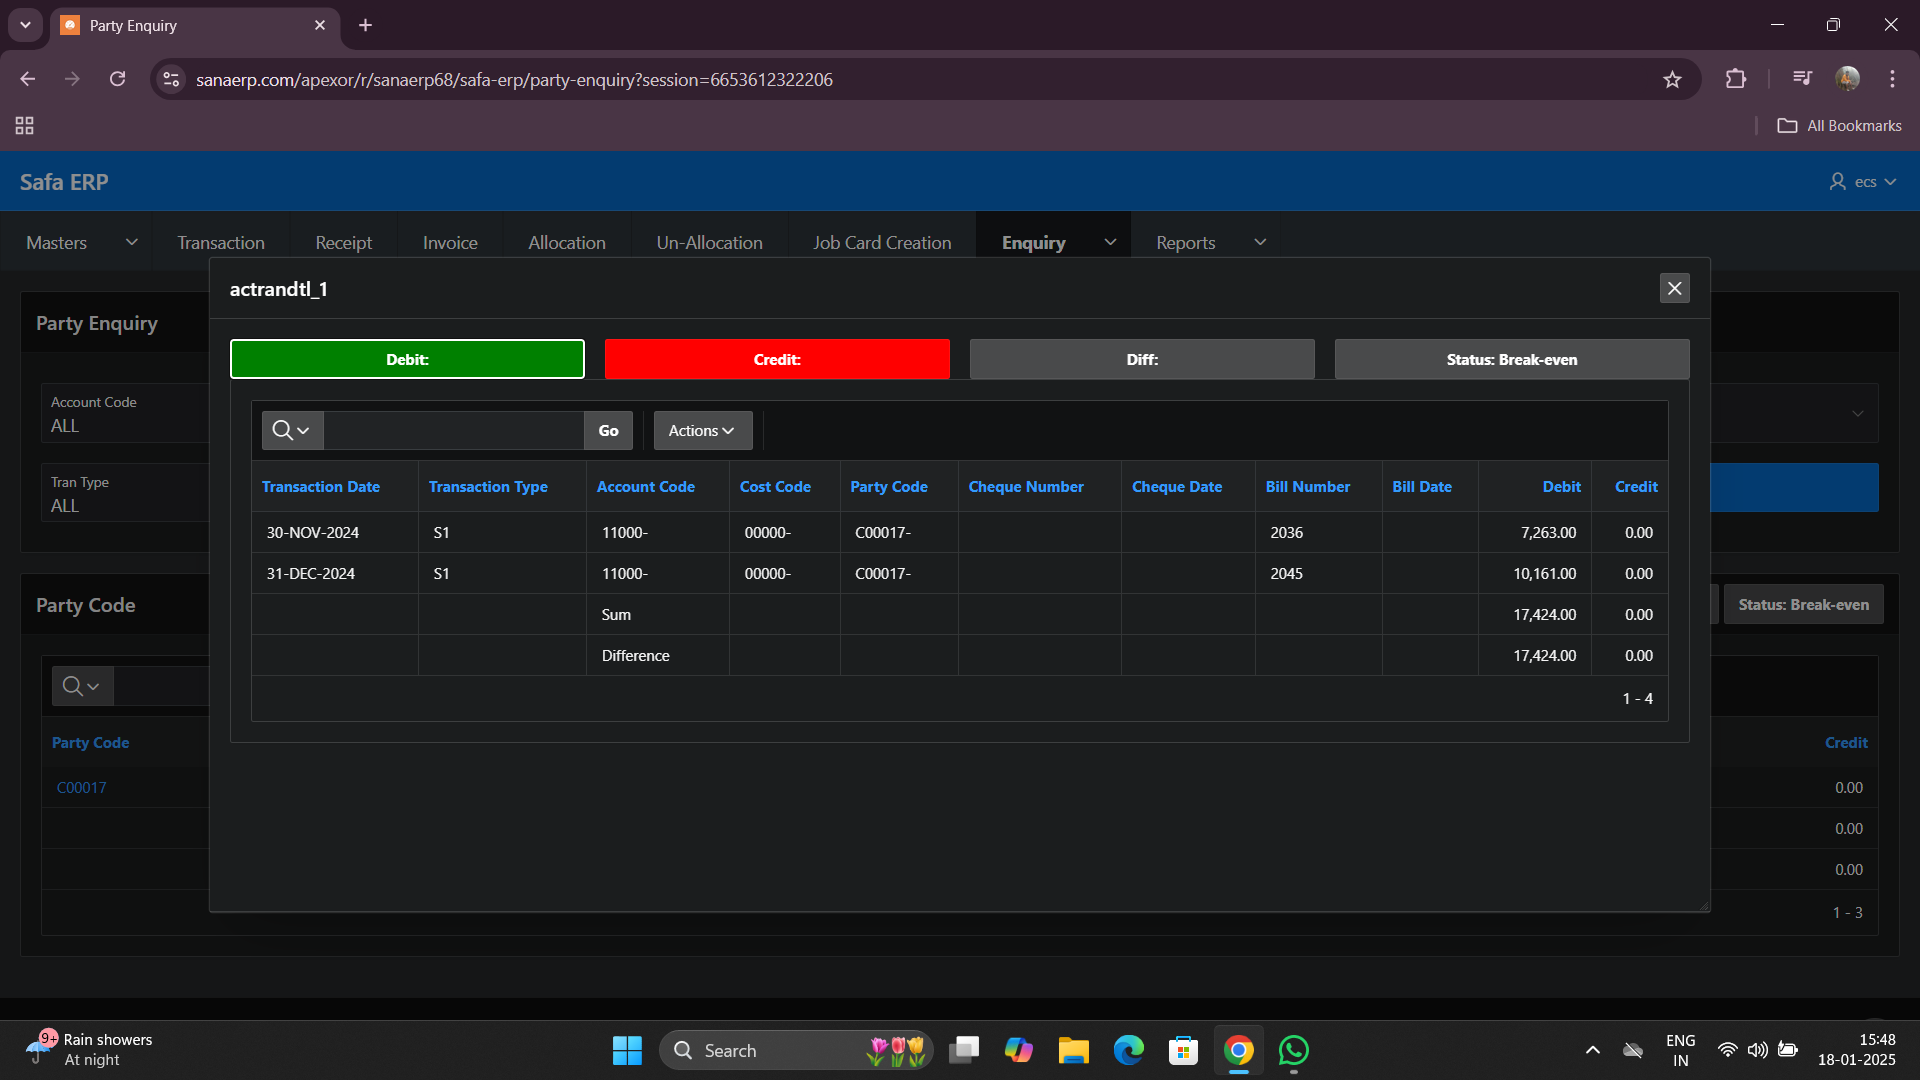 Party Enquiry
sanaerp.com/apexor/r/sanaerp68/safa-erp/party-enquiry?session=6653612322206
All Bookmarks
Safa ERP
ecs
Masters Transaction Receipt Invoice Allocation Un-Allocation Job Card Creation Enquiry Reports
actrandtl_1
Party Enquiry
Debit: Credit: Diff: Status: Break-even
Account Code
ALL
Go Actions
Tran Type
ALL
Transaction Date Transaction Type Account Code Cost Code Party Code Cheque Number Cheque Date Bill Number Bill Date Debit Credit
30-NOV-2024 S1 11000- 00000- C00017- 2036 7,263.00 0.00
31-DEC-2024 S1 11000- 00000- C00017- 2045 10,161.00 0.00
Sum 17,424.00 0.00
Difference 17,424.00 0.00
1 - 4
Party Code
Status: Break-even
Party Code Credit
C00017 0.00
0.00
0.00
1 - 3
9+
Rain showers
At night
Search
ENG
IN
15:48
18-01-2025